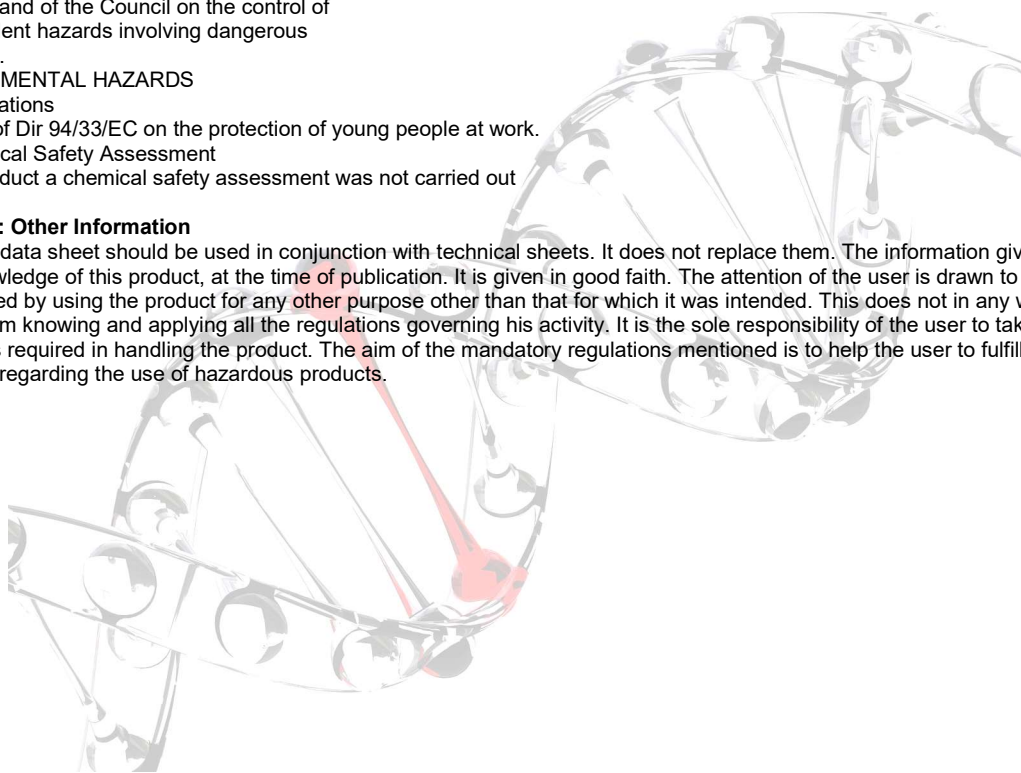 and of the Council on the control of
ent hazards involving dangerous
.
MENTAL HAZARDS
ations
of Dir 94/33/EC on the protection of young people at work.
cal Safety Assessment
duct a chemical safety assessment was not carried out
: Other Information
data sheet should be used in conjunction with technical sheets. It does not replace them. The information giv
wledge of this product, at the time of publication. It is given in good faith. The attention of the user is drawn to
ed by using the product for any other purpose other than that for which it was intended. This does not in any w
m knowing and applying all the regulations governing his activity. It is the sole responsibility of the user to tak
s required in handling the product. The aim of the mandatory regulations mentioned is to help the user to fulfill
regarding the use of hazardous products.